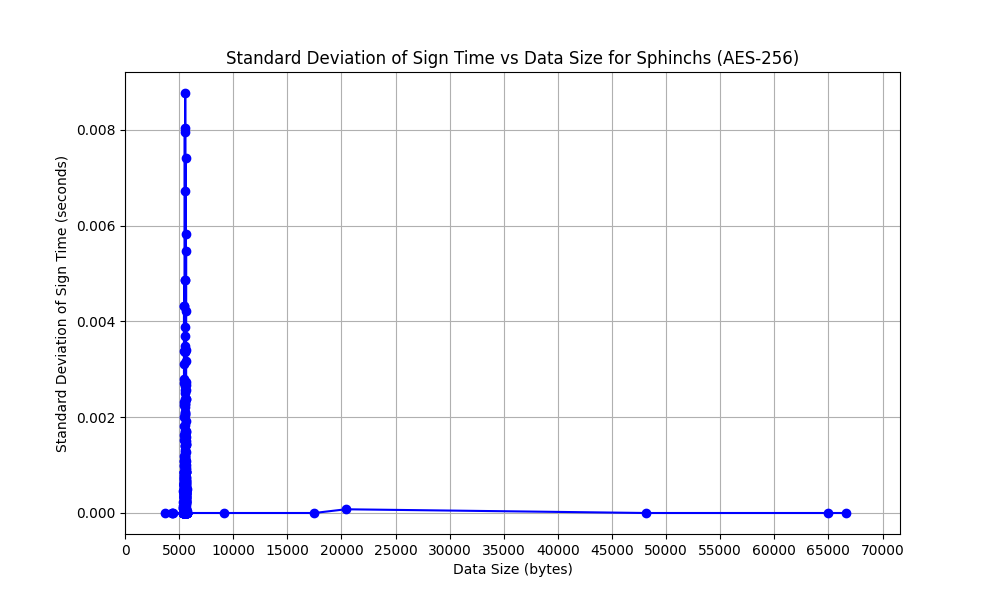 Standard Deviation of Sign Time vs Data Size for Sphinchs (AES-256)
Standard Deviation of Sign Time (seconds)
0.008
0.006
0.004
0.002
0.000
0 5000 10000 15000 20000 25000 30000 35000 40000 45000 50000 55000 60000 65000 70000
Data Size (bytes)